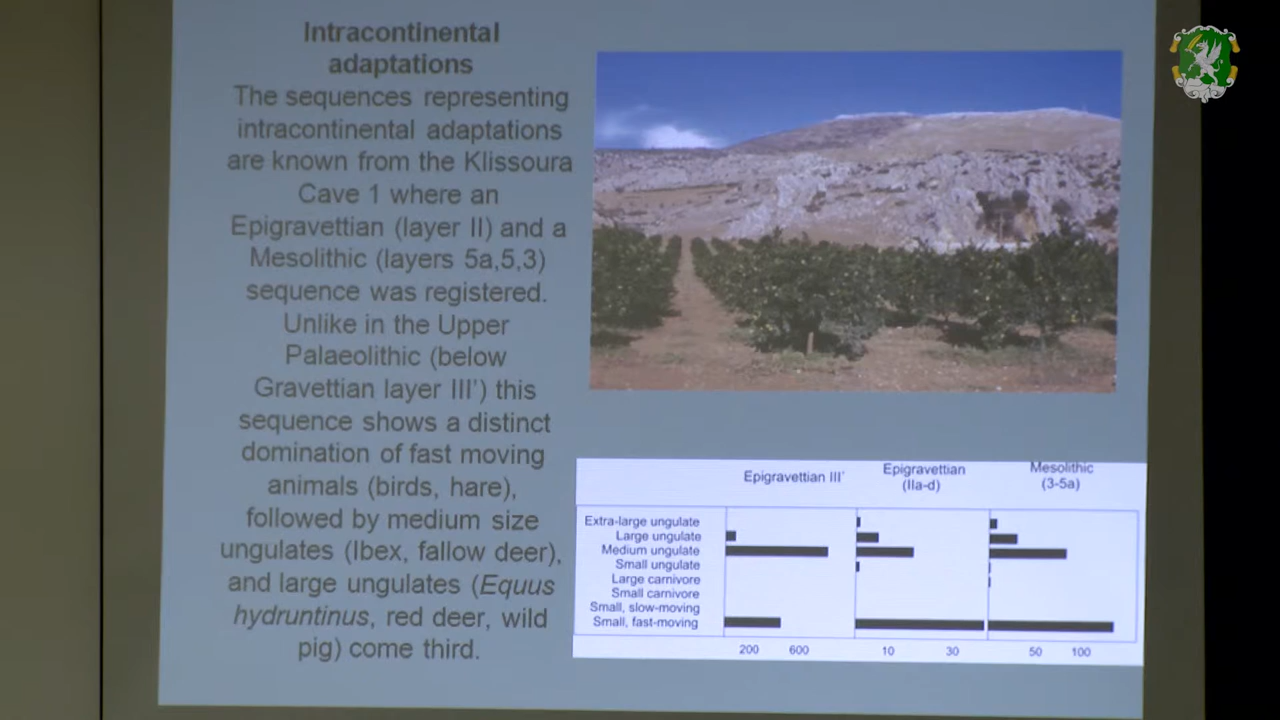 Intracontinental
adaptations
The sequences representing
intracontinental adaptations
are known from the Klissoura
Cave 1 where an
Epigravettian (layer II) and a
Mesolithic (layers 5a,5,3)
sequence was registered.
Unlike in the Upper
Palaeolithic (below
Gravettian layer III') this
sequence shows a distinct
domination of fast moving
animals (birds, hare),
followed by medium size
ungulates (Ibex, fallow deer),
and large ungulates (Equus
hydruntinus, red deer, wild
pig) come third.
Epigravettian III'
Epigravettian
(IIa-d)
Mesolithic
(3-5a)
Extra-large ungulate
Large ungulate
Medium ungulate
Small ungulate
Large carnivore
Small carnivore
Small, slow-moving
Small, fast-moving
200 600
10 30
50 100